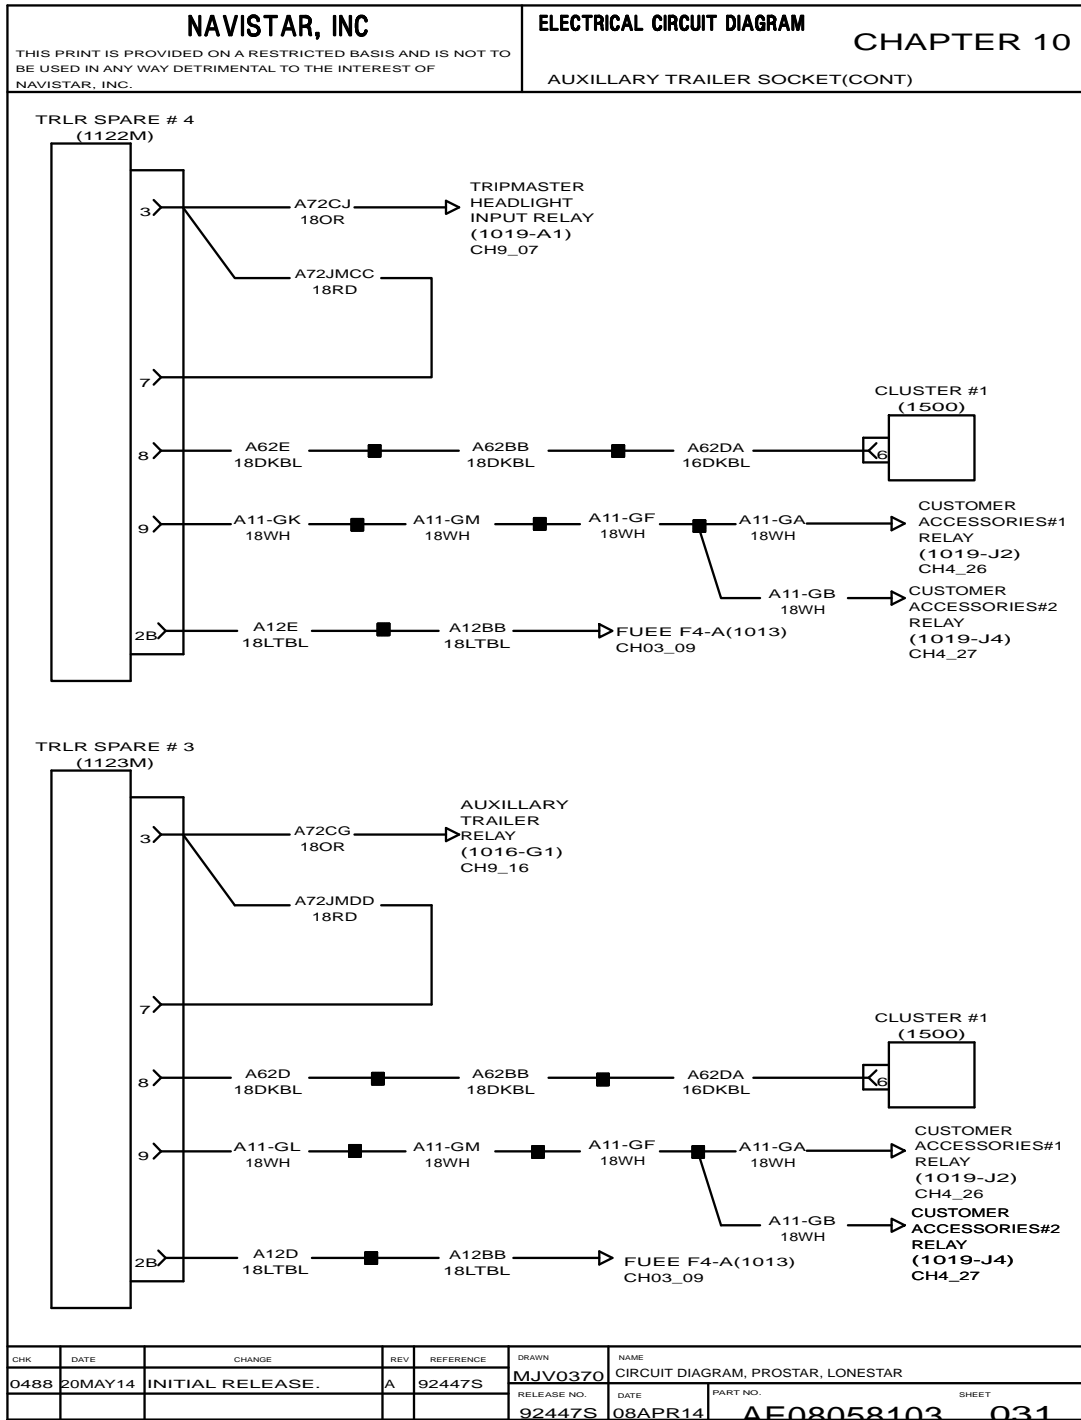 NAVISTAR, INC
THIS PRINT IS PROVIDED ON A RESTRICTED BASIS AND IS NOT TO
BE USED IN ANY WAY DETRIMENTAL TO THE INTEREST OF
NAVISTAR, INC.
ELECTRICAL CIRCUIT DIAGRAM
CHAPTER 10
AUXILLARY TRAILER SOCKET(CONT)
TRLR SPARE # 4
(1122M)
3
A72CJ
18OR
TRIPMASTER
HEADLIGHT
INPUT RELAY
(1019-A1)
CH9_07
A72JMCC
18RD
7
CLUSTER #1
(1500)
8
A62E
18DKBL
A62BB
18DKBL
A62DA
16DKBL
6
9
A11-GK
18WH
A11-GM
18WH
A11-GF
18WH
A11-GA
18WH
CUSTOMER
ACCESSORIES#1
RELAY
(1019-J2)
CH4_26
A11-GB
18WH
CUSTOMER
ACCESSORIES#2
RELAY
(1019-J4)
CH4_27
2B
A12E
18LTBL
A12BB
18LTBL
FUEE F4-A(1013)
CH03_09
TRLR SPARE # 3
(1123M)
3
A72CG
18OR
AUXILLARY
TRAILER
RELAY
(1016-G1)
CH9_16
A72JMDD
18RD
7
CLUSTER #1
(1500)
8
A62D
18DKBL
A62BB
18DKBL
A62DA
16DKBL
6
9
A11-GL
18WH
A11-GM
18WH
A11-GF
18WH
A11-GA
18WH
CUSTOMER
ACCESSORIES#1
RELAY
(1019-J2)
CH4_26
A11-GB
18WH
CUSTOMER
ACCESSORIES#2
RELAY
(1019-J4)
CH4_27
2B
A12D
18LTBL
A12BB
18LTBL
FUEE F4-A(1013)
CH03_09
CHK DATE CHANGE REV REFERENCE
0488 20MAY14 INITIAL RELEASE. A 92447S
DRAWN
MJV0370
NAME
CIRCUIT DIAGRAM, PROSTAR, LONESTAR
RELEASE NO.
92447S
DATE
08APR14
PART NO.
AE08058103
SHEET
031